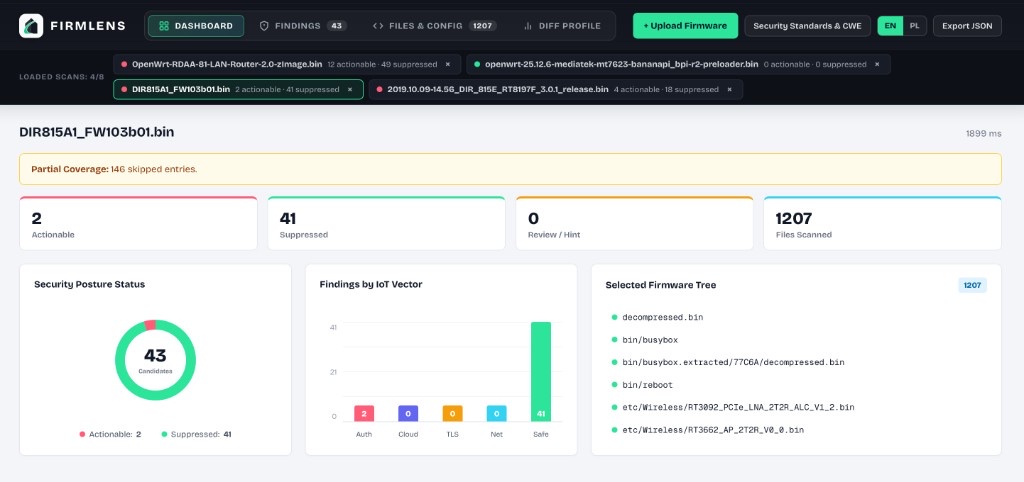 FIRMLENS DASHBOARD FINDINGS 43 FILES & CONFIG 1207 DIFF PROFILE + Upload Firmware Security Standards & CWE EN PL Export JSON
LOADED SCANS: 4/8
OpenWrt-RDAA-81-LAN-Router-2.0-zImage.bin 12 actionable · 49 suppressed ×
openwrt-25.12.6-mediatek-mt7623-bananapi_bpi-r2-preloader.bin 0 actionable · 0 suppressed ×
DIR815A1_FW103b01.bin 2 actionable · 41 suppressed ×
2019.10.09-14.56_DIR_815E_RT8197F_3.0.1_release.bin 4 actionable · 18 suppressed ×
DIR815A1_FW103b01.bin 1899 ms
Partial Coverage: 146 skipped entries.
2
Actionable
41
Suppressed
0
Review / Hint
1207
Files Scanned
Security Posture Status
43
Candidates
Actionable: 2 Suppressed: 41
Findings by IoT Vector
41
21
0
2 0 0 0 41
Auth Cloud TLS Net Safe
Selected Firmware Tree 1207
decompressed.bin
bin/busybox
bin/busybox.extracted/77C6A/decompressed.bin
bin/reboot
etc/Wireless/RT3092_PCIe_LNA_2T2R_ALC_V1_2.bin
etc/Wireless/RT3662_AP_2T2R_V0_0.bin